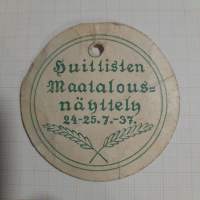 Huittisten
Maatalous=
näyttely
24-25.7.-37.